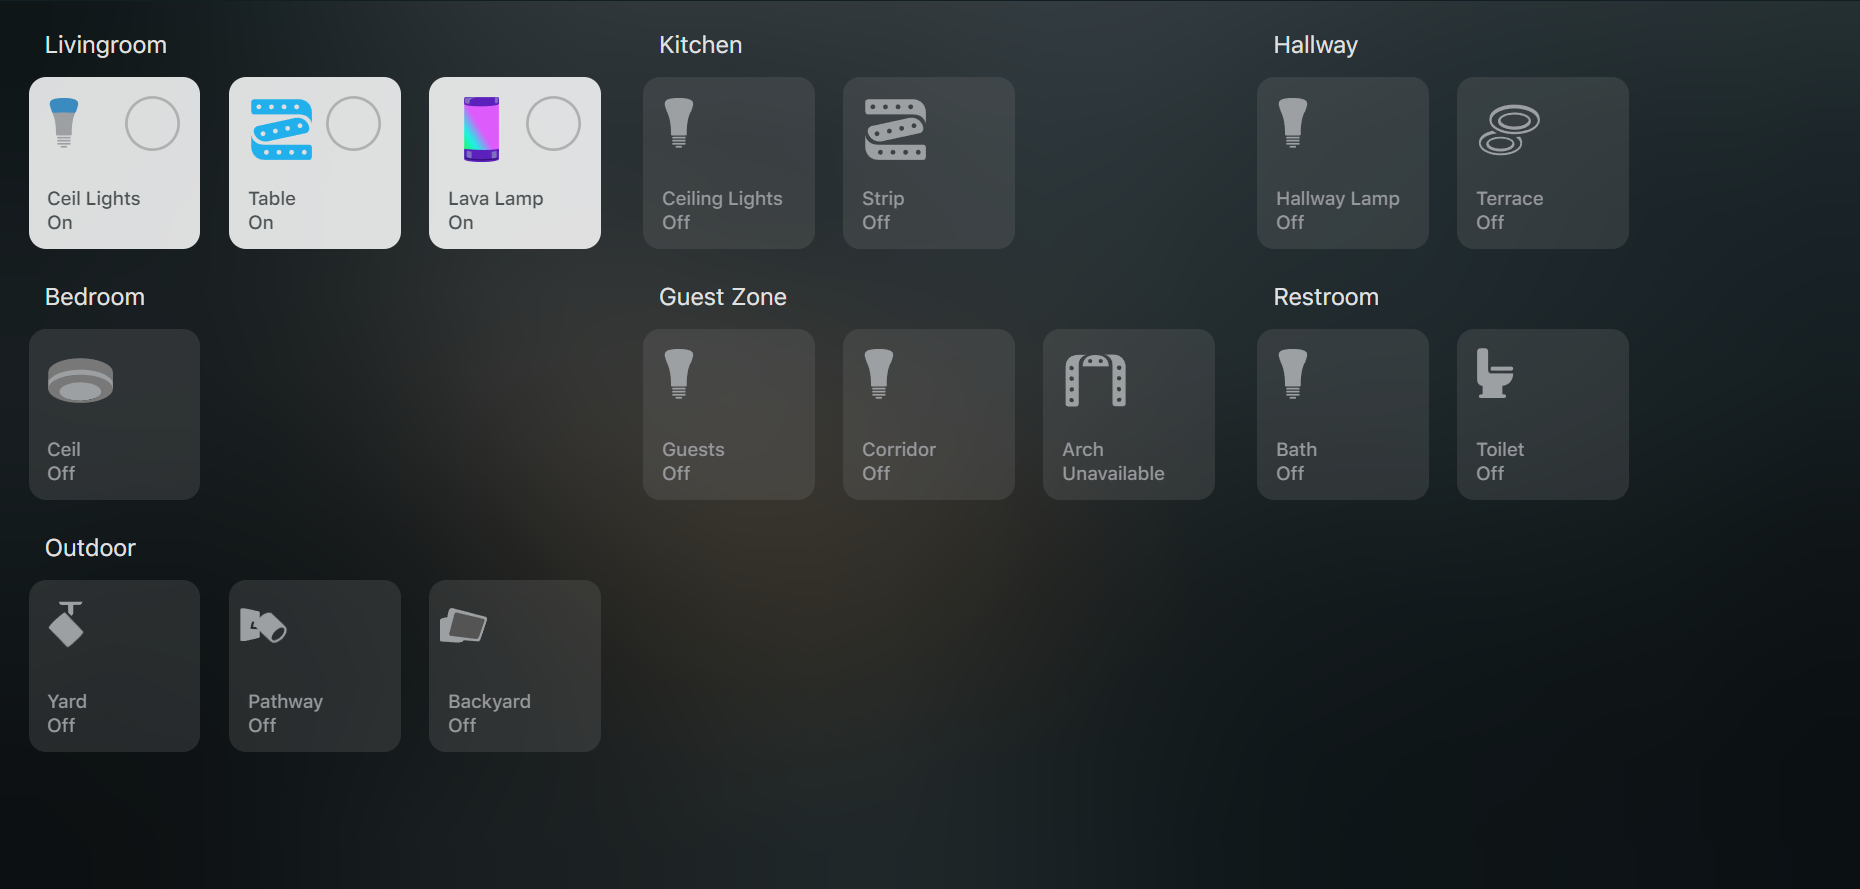 Livingroom
Ceil Lights
On
Table
On
Lava Lamp
On
Kitchen
Ceiling Lights
Off
Strip
Off
Hallway
Hallway Lamp
Off
Terrace
Off
Bedroom
Ceil
Off
Guest Zone
Guests
Off
Corridor
Off
Arch
Unavailable
Restroom
Bath
Off
Toilet
Off
Outdoor
Yard
Off
Pathway
Off
Backyard
Off